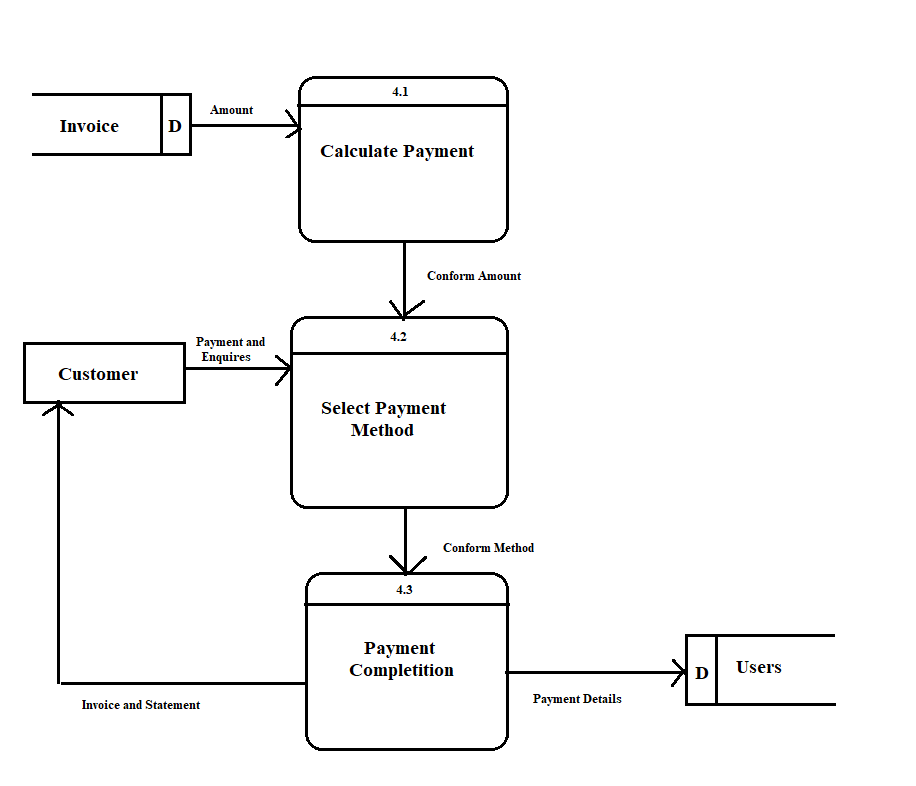 4.1
Amount
Invoice
D
Calculate Payment
Conform Amount
4.2
Payment and
Enquires
Customer
Select Payment
Method
Conform Method
4.3
Payment
Completition
D
Users
Payment Details
Invoice and Statement